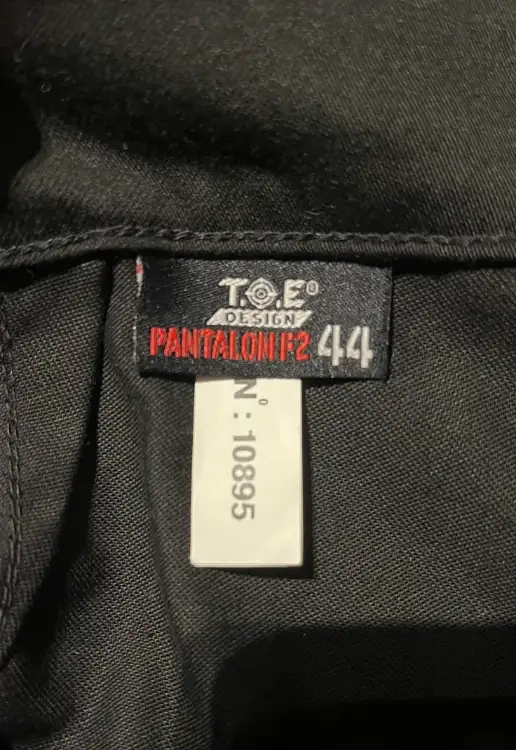 T.O.E®
DESIGN
PANTALON F2 44
N° : 10895